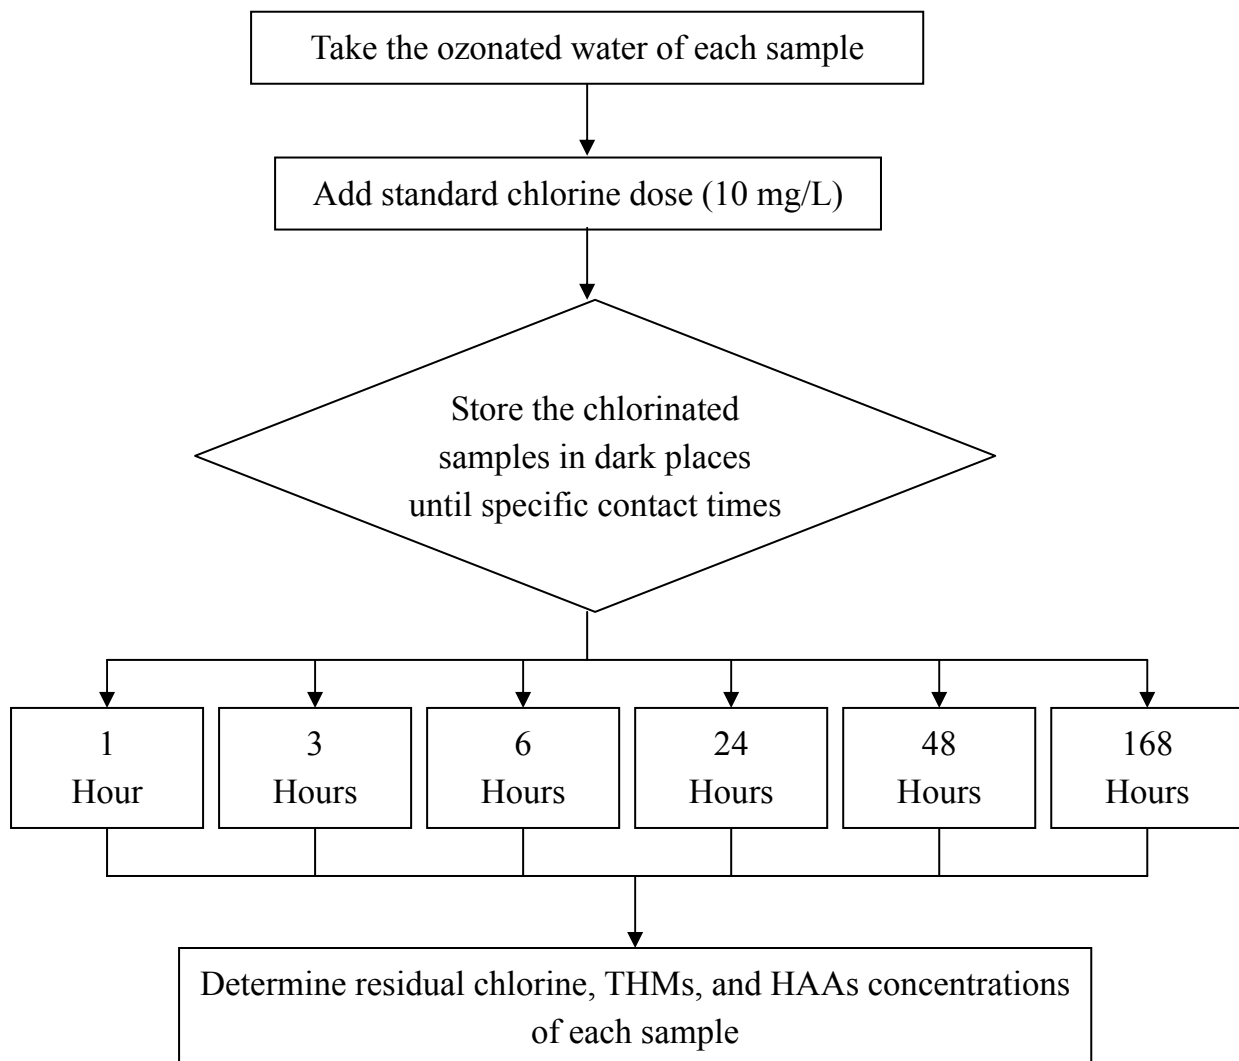 Take the ozonated water of each sample
Add standard chlorine dose (10 mg/L)
Store the chlorinated
samples in dark places
until specific contact times
1
Hour
3
Hours
6
Hours
24
Hours
48
Hours
168
Hours
Determine residual chlorine, THMs, and HAAs concentrations
of each sample